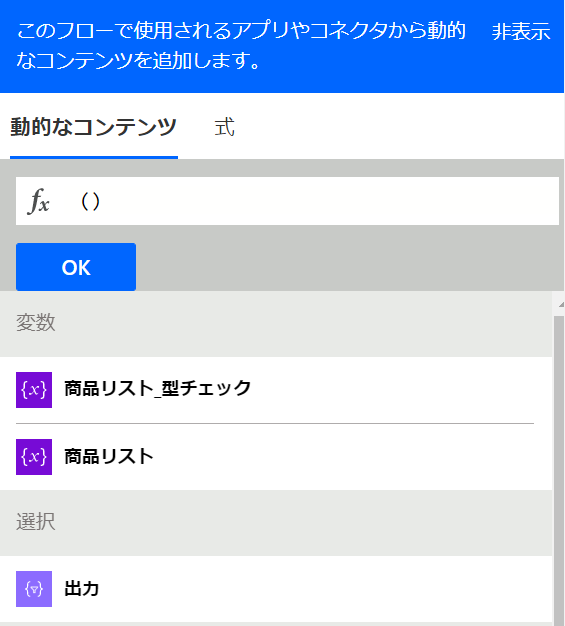 このフローで使用されるアプリやコネクタから動的 非表示
なコンテンツを追加します。
動的なコンテンツ 式
fx ( )
OK
変数
{x} 商品リスト_型チェック
{x} 商品リスト
選択
{▽} 出力